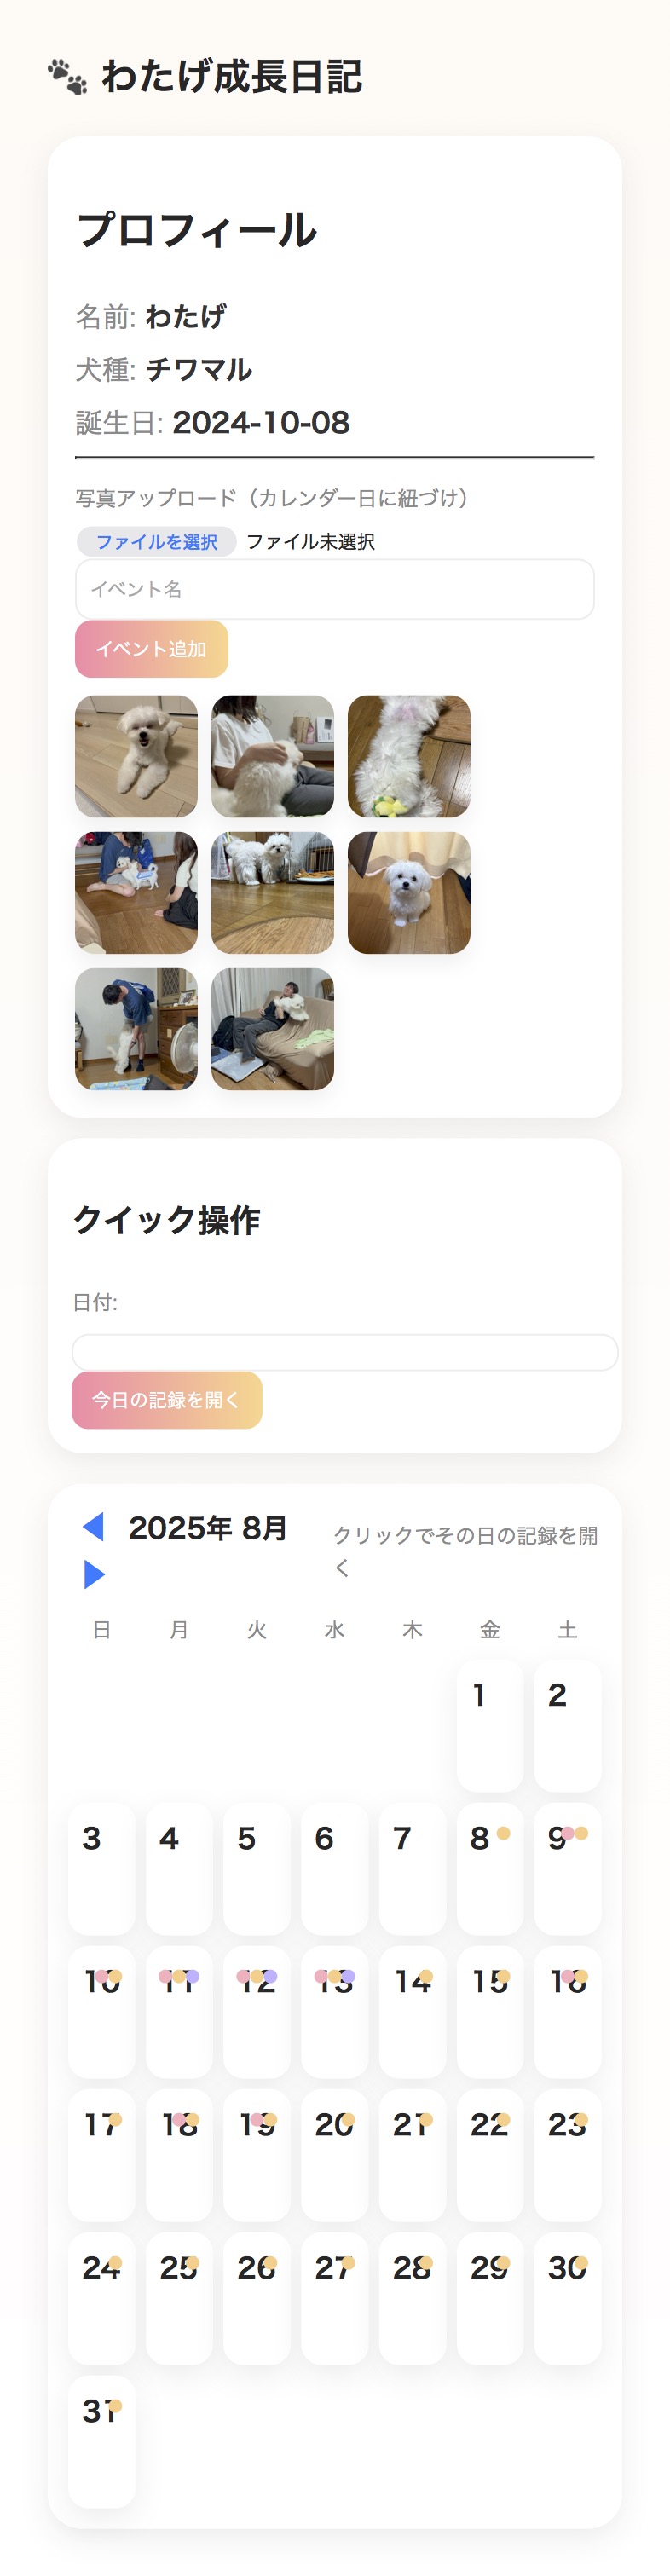 わたげ成長日記
プロフィール
名前: わたげ
犬種: チワマル
誕生日: 2024-10-08
写真アップロード（カレンダー日に紐づけ）
ファイルを選択 ファイル未選択
イベント名
イベント追加
クイック操作
日付:
今日の記録を開く
◀ 2025年 8月 クリックでその日の記録を開
▶ く
日 月 火 水 木 金 土
1 2
3 4 5 6 7 8 9
10 11 12 13 14 15 16
17 18 19 20 21 22 23
24 25 26 27 28 29 30
31